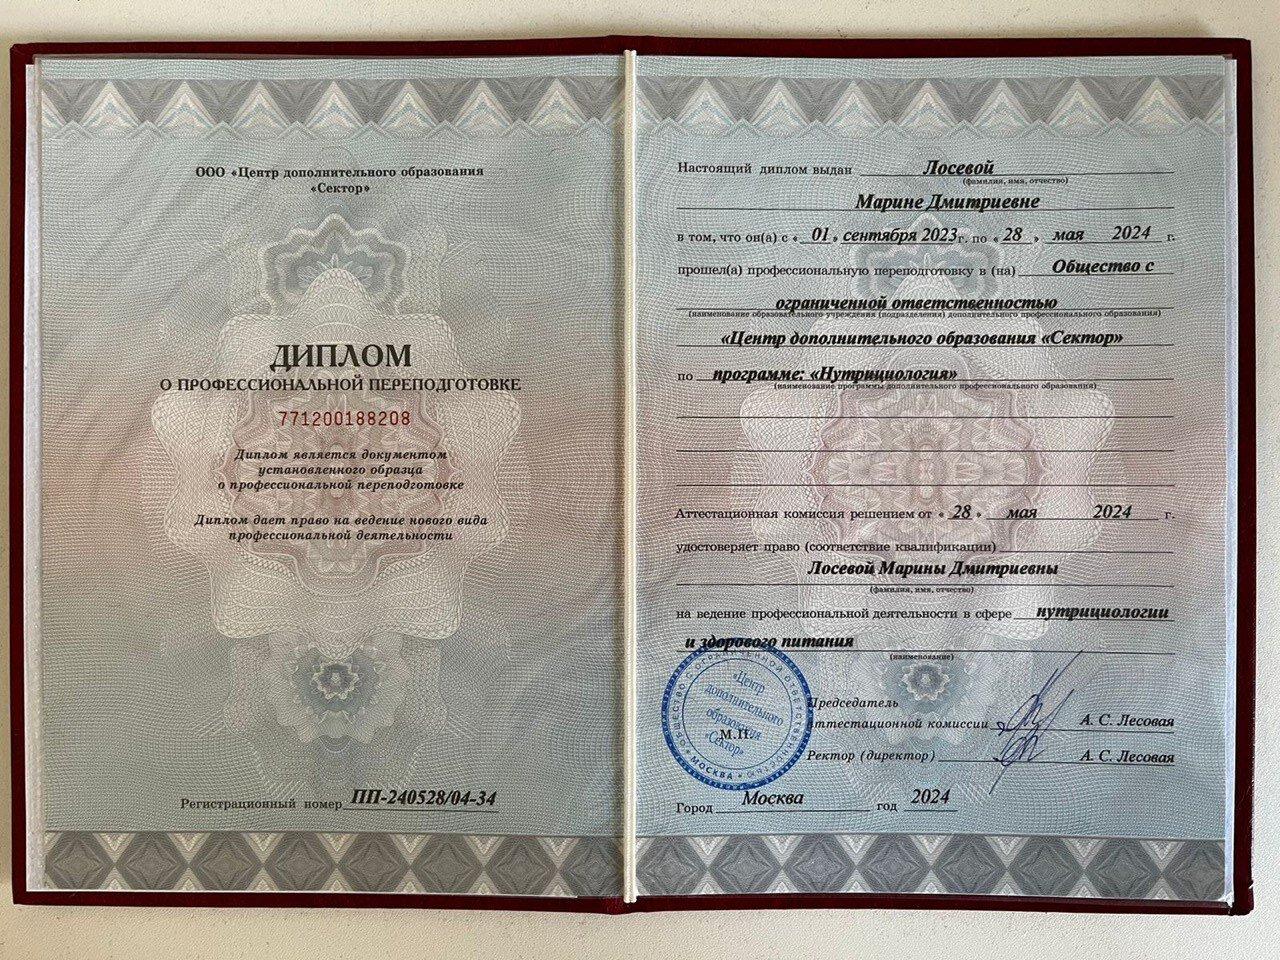 ООО «Центр дополнительного образования
«Сектор»
ДИПЛОМ
О ПРОФЕССИОНАЛЬНОЙ ПЕРЕПОДГОТОВКЕ
771200188208
Диплом является документом
установленного образца
о профессиональной переподготовке
Диплом дает право на ведение нового вида
профессиональной деятельности
Регистрационный номер ПП-240528/04-34
Настоящий диплом выдан Лосевой
(фамилия, имя, отчество)
Марине Дмитриевне
в том, что он(а) с «01» сентября 2023г. по «28» мая 2024 г.
прошел(а) профессиональную переподготовку в (на) Общество с
ограниченной ответственностью
(наименование образовательного учреждения (подразделения) дополнительного профессионального образования)
«Центр дополнительного образования «Сектор»
по программе: «Нутрициология»
(наименование программы дополнительного профессионального образования)
Аттестационная комиссия решением от «28» мая 2024 г.
удостоверяет право (соответствие квалификации)
Лосевой Марины Дмитриевны
(фамилия, имя, отчество)
на ведение профессиональной деятельности в сфере нутрициологии
и здорового питания
(наименование)
ОБЩЕСТВО С ОГРАНИЧЕННОЙ ОТВЕТСТВЕННОСТЬЮ
«Центр
дополнительного
образования
«Сектор»
МОСКВА
М.П.
Председатель
аттестационной комиссии А. С. Лесовая
Ректор (директор) А. С. Лесовая
Город Москва год 2024